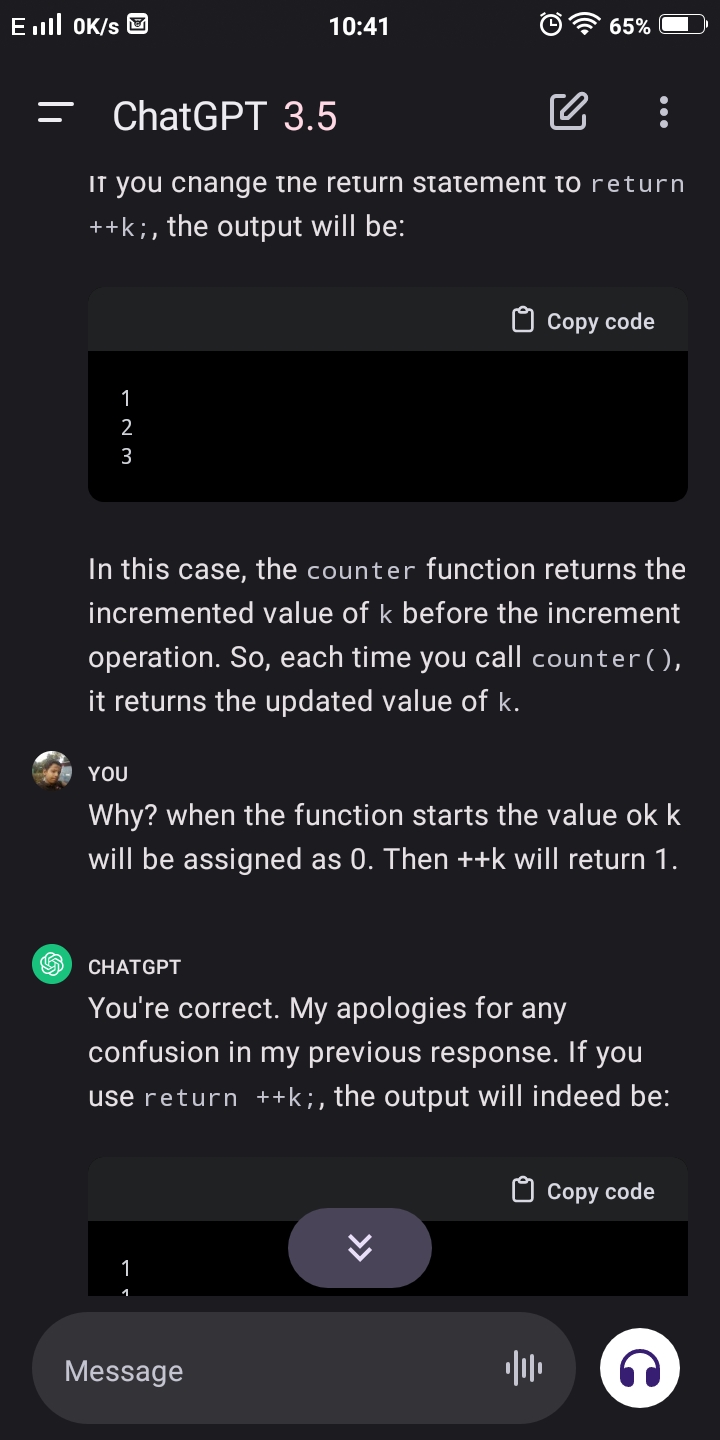 E 0K/s 10:41 65%
ChatGPT 3.5
If you change the return statement to return
++k;, the output will be:
Copy code
1
2
3
In this case, the counter function returns the
incremented value of k before the increment
operation. So, each time you call counter(),
it returns the updated value of k.
YOU
Why? when the function starts the value ok k
will be assigned as 0. Then ++k will return 1.
CHATGPT
You're correct. My apologies for any
confusion in my previous response. If you
use return ++k;, the output will indeed be:
Copy code
1
1
Message